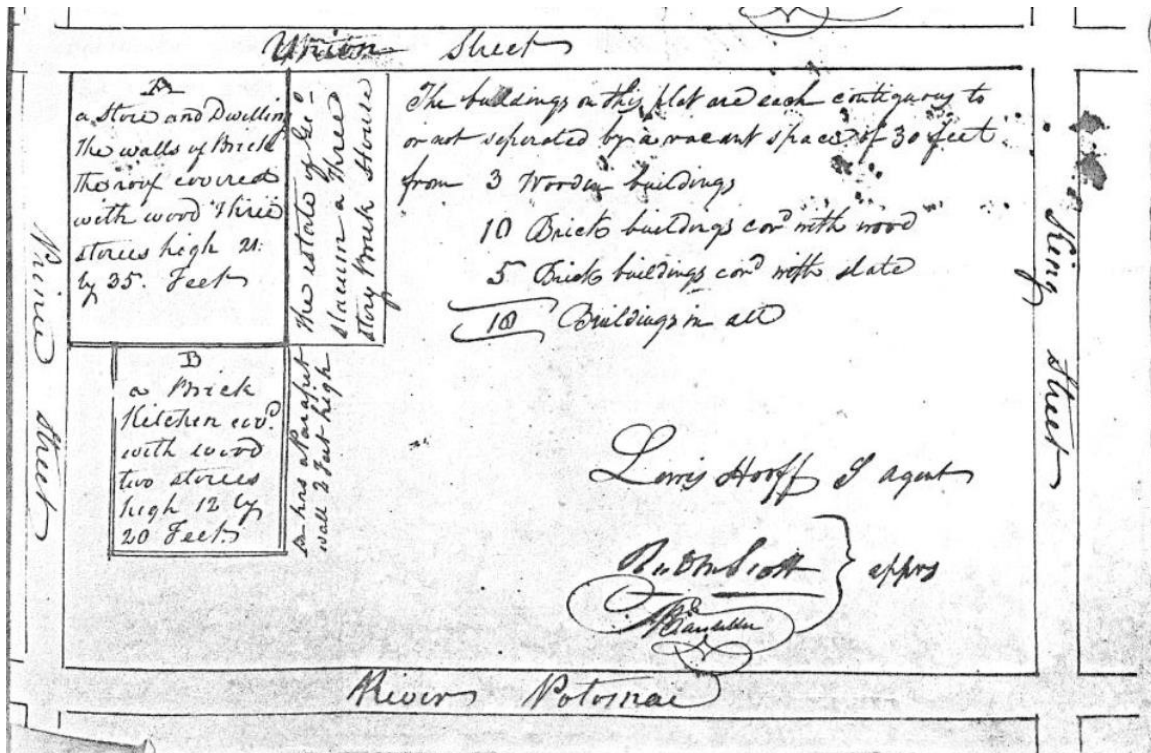 Union Street
A
a Store and Dwelling
The walls of Brick
the roof covered
with wood Three
stories high 21.
by 35. Feet
The estate of Geo-
a Three
story Brick House
The buildings on this plat are each contiguous to
or not seperated by a vacant space of 30 feet
from 3 Wooden buildings
10 Brick buildings cov.d with wood
5 Brick buildings cov.d with slate
18 Buildings in all
Prince Street
King Street
B
a Brick
Kitchen cov.d
with wood
two stories
high 12 by
20 Feet
has a Parapit
wall 2 Feet high
Lewis Hooff S agent
Scott
apprs
River Potomac